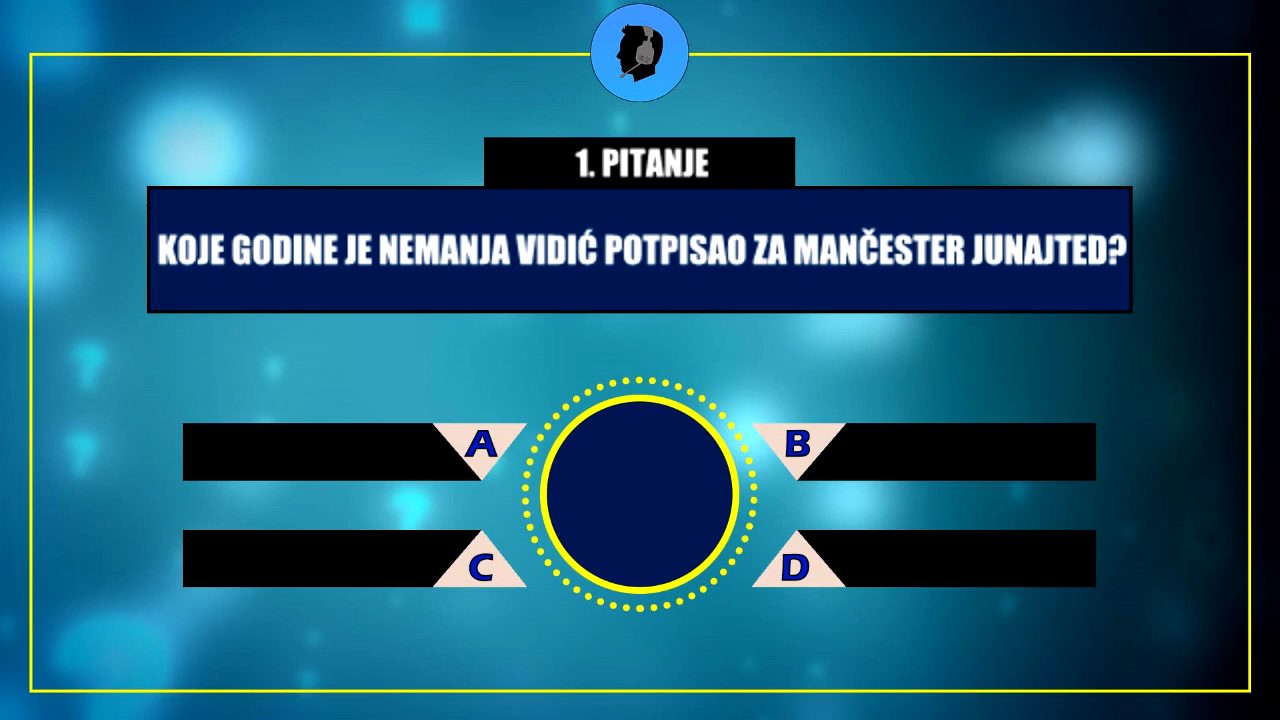 1. PITANJE
KOJE GODINE JE NEMANJA VIDIĆ POTPISAO ZA MANČESTER JUNAJTED?
A
B
C
D